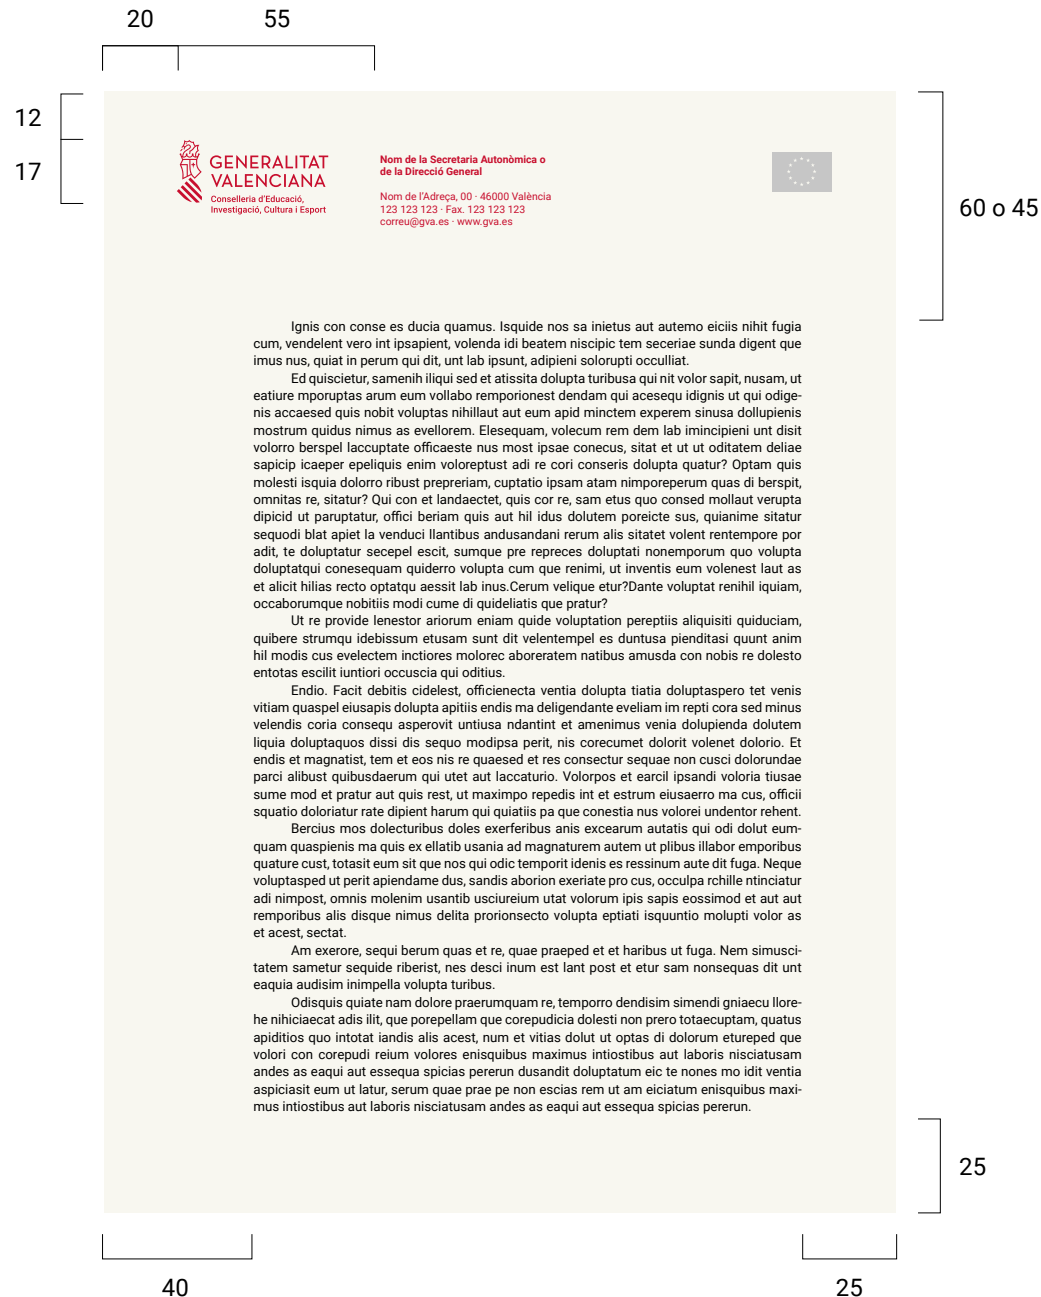 20 55
12
17
60 o 45
GENERALITAT
VALENCIANA
Conselleria d'Educació,
Investigació, Cultura i Esport
Nom de la Secretaria Autonòmica o
de la Direcció General
Nom de l'Adreça, 00 · 46000 València
123 123 123 · Fax. 123 123 123
correu@gva.es · www.gva.es
Ignis con conse es ducia quamus. Isquide nos sa inietus aut autemo eiciis nihit fugia
cum, vendelent vero int ipsapient, volenda idi beatem niscipic tem seceriae sunda digent que
imus nus, quiat in perum qui dit, unt lab ipsunt, adipieni solorupti occulliat.
Ed quiscietur, samenih iliqui sed et atissita dolupta turibusa qui nit volor sapit, nusam, ut
eatiure mporuptas arum eum vollabo remporionest dendam qui acesequ idignis ut qui odige-
nis accaesed quis nobit voluptas nihillaut aut eum apid minctem experem sinusa dollupienis
mostrum quidus nimus as evellorem. Elesequam, volecum rem dem lab imincipieni unt disit
volorro berspel laccuptate officaeste nus most ipsae conecus, sitat et ut ut oditatem deliae
sapicip icaeper epeliquis enim voloreptust adi re cori conseris dolupta quatur? Optam quis
molesti isquia dolorro ribust prepreriam, cuptatio ipsam atam nimporeperum quas di berspit,
omnitas re, sitatur? Qui con et landaectet, quis cor re, sam etus quo consed mollaut verupta
dipicid ut paruptatur, offici beriam quis aut hil idus dolutem poreicte sus, quianime sitatur
sequodi blat apiet la venduci llantibus andusandani rerum alis sitatet volent rentempore por
adit, te doluptatur secepel escit, sumque pre repreces doluptati nonemporum quo volupta
doluptatqui conesequam quiderro volupta cum que renimi, ut inventis eum volenest laut as
et alicit hilias recto optatqu aessit lab inus.Cerum velique etur?Dante voluptat renihil iquiam,
occaborumque nobitiis modi cume di quideliatis que pratur?
Ut re provide lenestor ariorum eniam quide voluptation pereptiis aliquisiti quiduciam,
quibere strumqu idebissum etusam sunt dit velentempel es duntusa pienditasi quunt anim
hil modis cus evelectem inctiores molorec aboreratem natibus amusda con nobis re dolesto
entotas escilit iuntiori occuscia qui oditius.
Endio. Facit debitis cidelest, officienecta ventia dolupta tiatia doluptaspero tet venis
vitiam quaspel eiusapis dolupta apitiis endis ma deligendante eveliam im repti cora sed minus
velendis coria consequ asperovit untiusa ndantint et amenimus venia dolupienda dolutem
liquia doluptaquos dissi dis sequo modipsa perit, nis corecumet dolorit volenet dolorio. Et
endis et magnatist, tem et eos nis re quaesed et res consectur sequae non cusci dolorundae
parci alibust quibusdaerum qui utet aut laccaturio. Volorpos et earcil ipsandi voloria tiusae
sume mod et pratur aut quis rest, ut maximpo repedis int et estrum eiusaerro ma cus, officii
squatio doloriatur rate dipient harum qui quiatiis pa que conestia nus volorei undentor rehent.
Bercius mos dolecturibus doles exerferibus anis excearum autatis qui odi dolut eum-
quam quaspienis ma quis ex ellatib usania ad magnaturem autem ut plibus illabor emporibus
quature cust, totasit eum sit que nos qui odic temporit idenis es ressinum aute dit fuga. Neque
voluptasped ut perit apiendame dus, sandis aborion exeriate pro cus, occulpa rchille ntinciatur
adi nimpost, omnis molenim usantib usciureium utat volorum ipis sapis eossimod et aut aut
remporibus alis disque nimus delita prorionsecto volupta eptiati isquuntio molupti volor as
et acest, sectat.
Am exerore, sequi berum quas et re, quae praeped et et haribus ut fuga. Nem simusci-
tatem sametur sequide riberist, nes desci inum est lant post et etur sam nonsequas dit unt
eaquia audisim inimpella volupta turibus.
Odisquis quiate nam dolore praerumquam re, temporro dendisim simendi gniaecu llore-
he nihiciaecat adis ilit, que porepellam que corepudicia dolesti non prero totaecuptam, quatus
apiditios quo intotat iandis alis acest, num et vitias dolut ut optas di dolorum etureped que
volori con corepudi reium volores enisquibus maximus intiostibus aut laboris nisciatusam
andes as eaqui aut essequa spicias pererun dusandit doluptatum eic te nones mo idit ventia
aspiciasit eum ut latur, serum quae prae pe non escias rem ut am eiciatum enisquibus maxi-
mus intiostibus aut laboris nisciatusam andes as eaqui aut essequa spicias pererun.
25
40 25